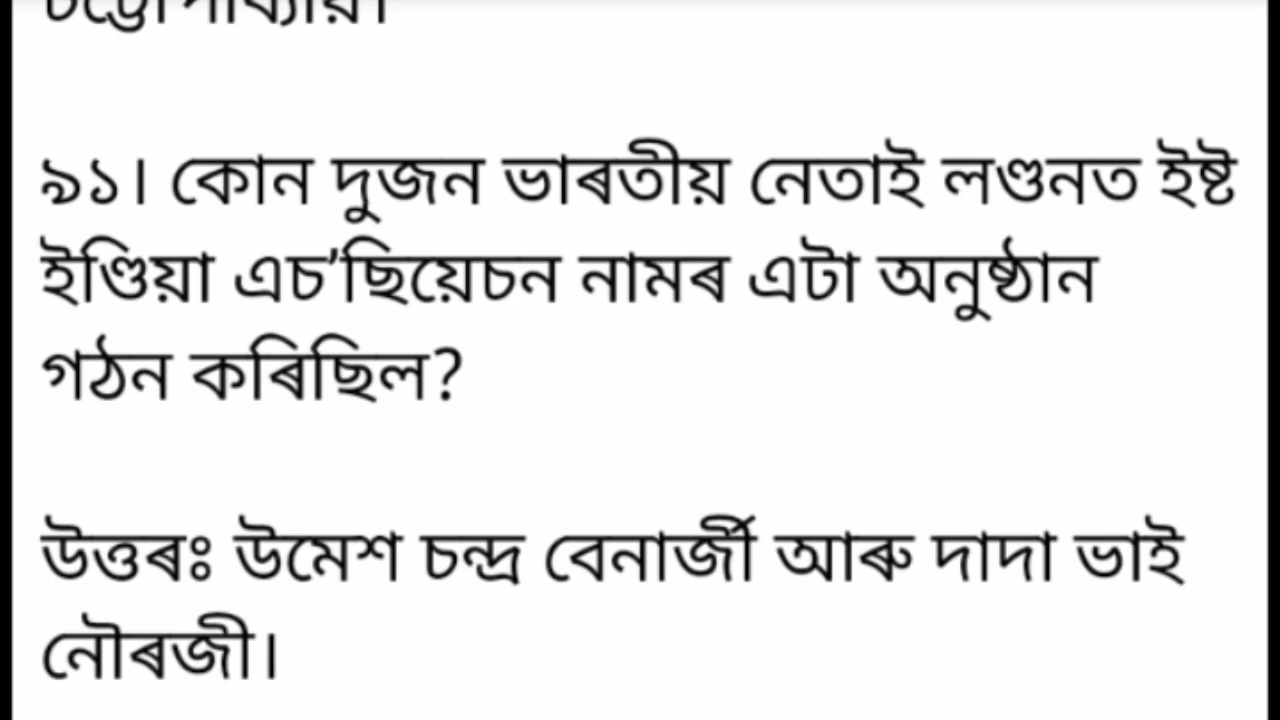 চট্টোপাধ্যায়।
৯১। কোন দুজন ভাৰতীয় নেতাই লণ্ডনত ইষ্ট
ইণ্ডিয়া এচ’ছিয়েচন নামৰ এটা অনুষ্ঠান
গঠন কৰিছিল?
উত্তৰঃ উমেশ চন্দ্ৰ বেনাৰ্জী আৰু দাদা ভাই
নৌৰজী।